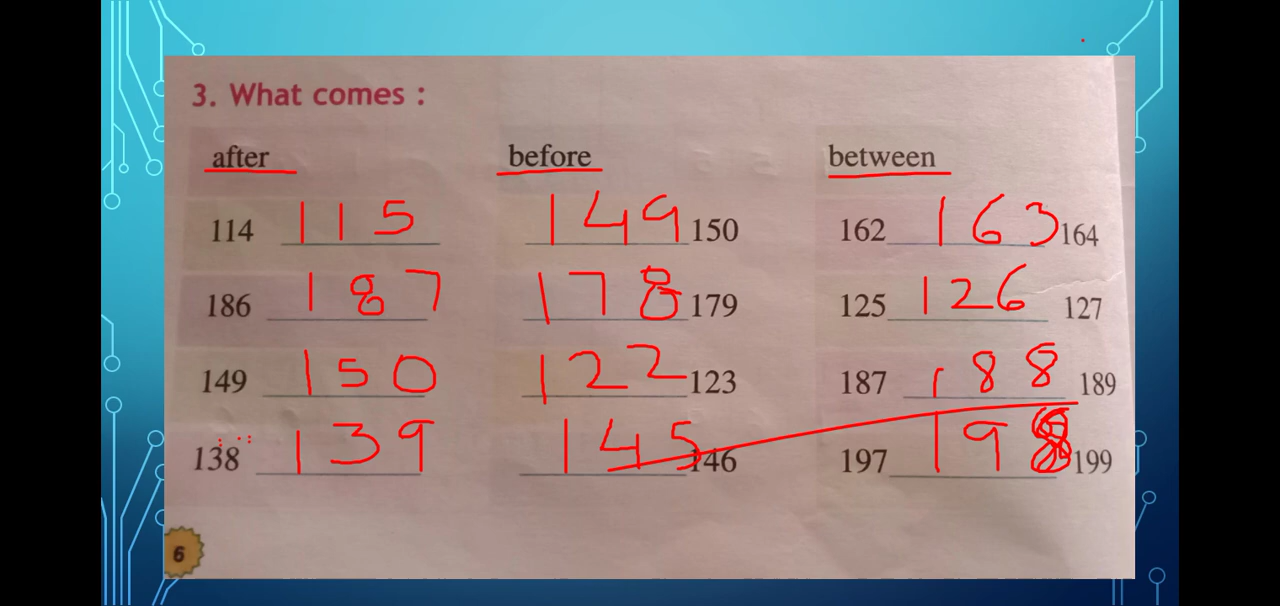 3. What comes :
after before between
114 115 149 150 162 163 164
186 187 178 179 125 126 127
149 150 122 123 187 188 189
138 139 145 146 197 198 199
6